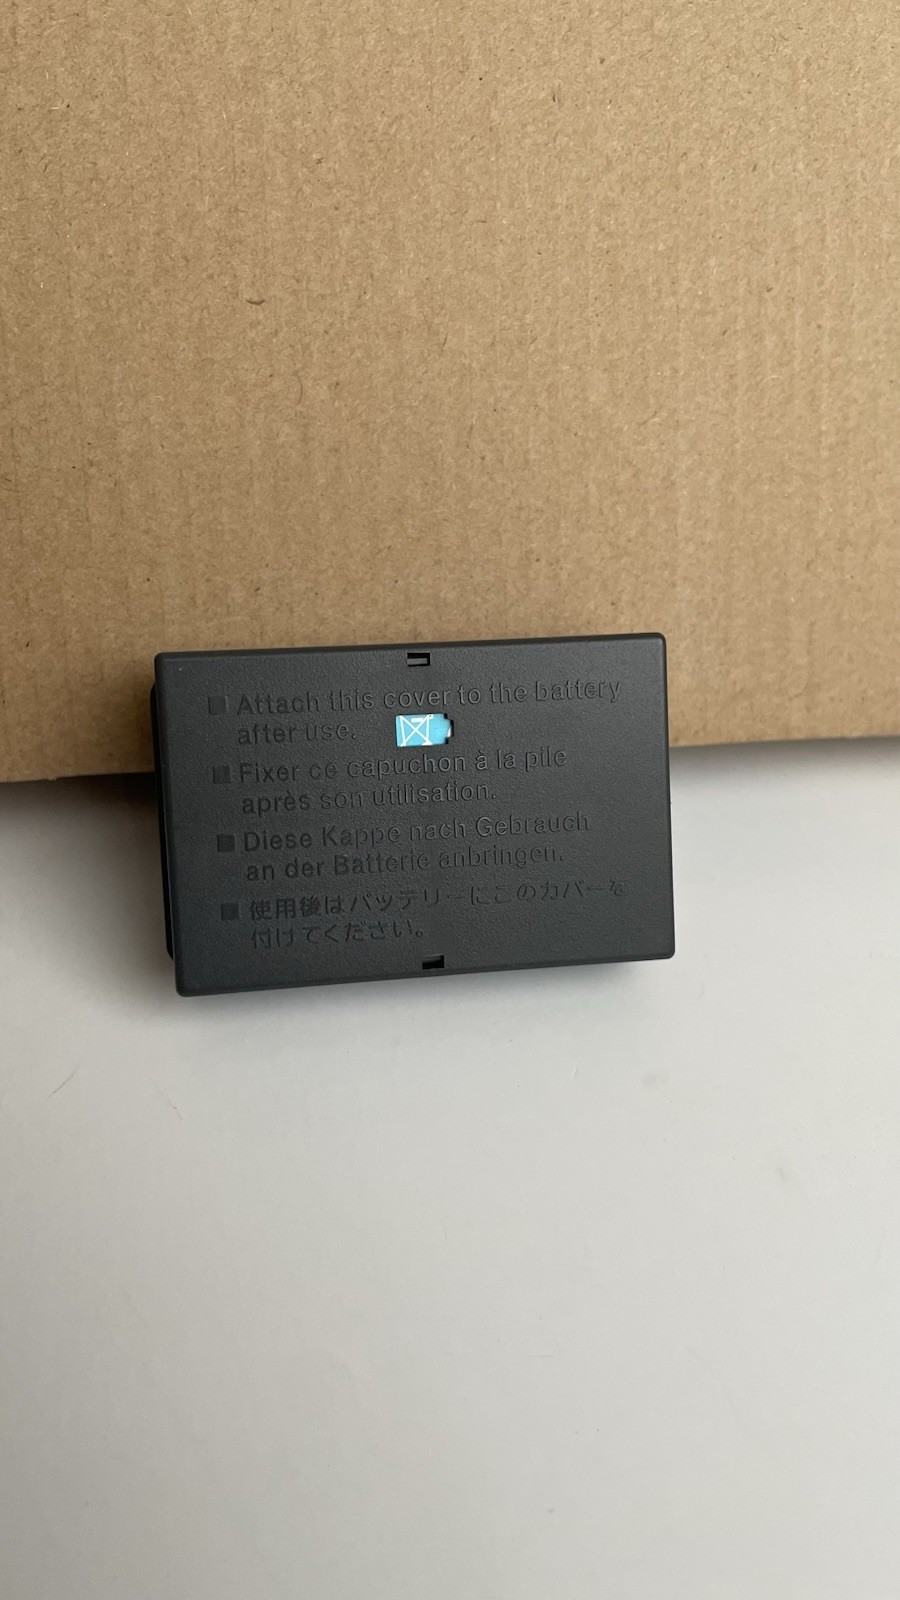 ■ Attach this cover to the battery
after use.
■ Fixer ce capuchon à la pile
après son utilisation.
■ Diese Kappe nach Gebrauch
an der Batterie anbringen.
■ 使用後はバッテリーにこのカバーを
付けてください。